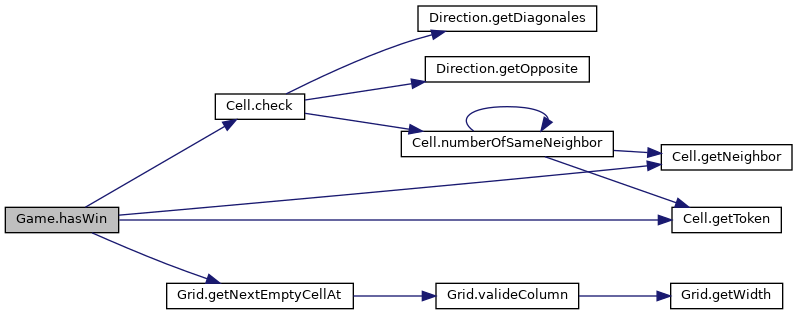 Direction.getDiagonales
Direction.getOpposite
Cell.check
Cell.numberOfSameNeighbor
Cell.getNeighbor
Game.hasWin
Cell.getToken
Grid.getNextEmptyCellAt
Grid.valideColumn
Grid.getWidth